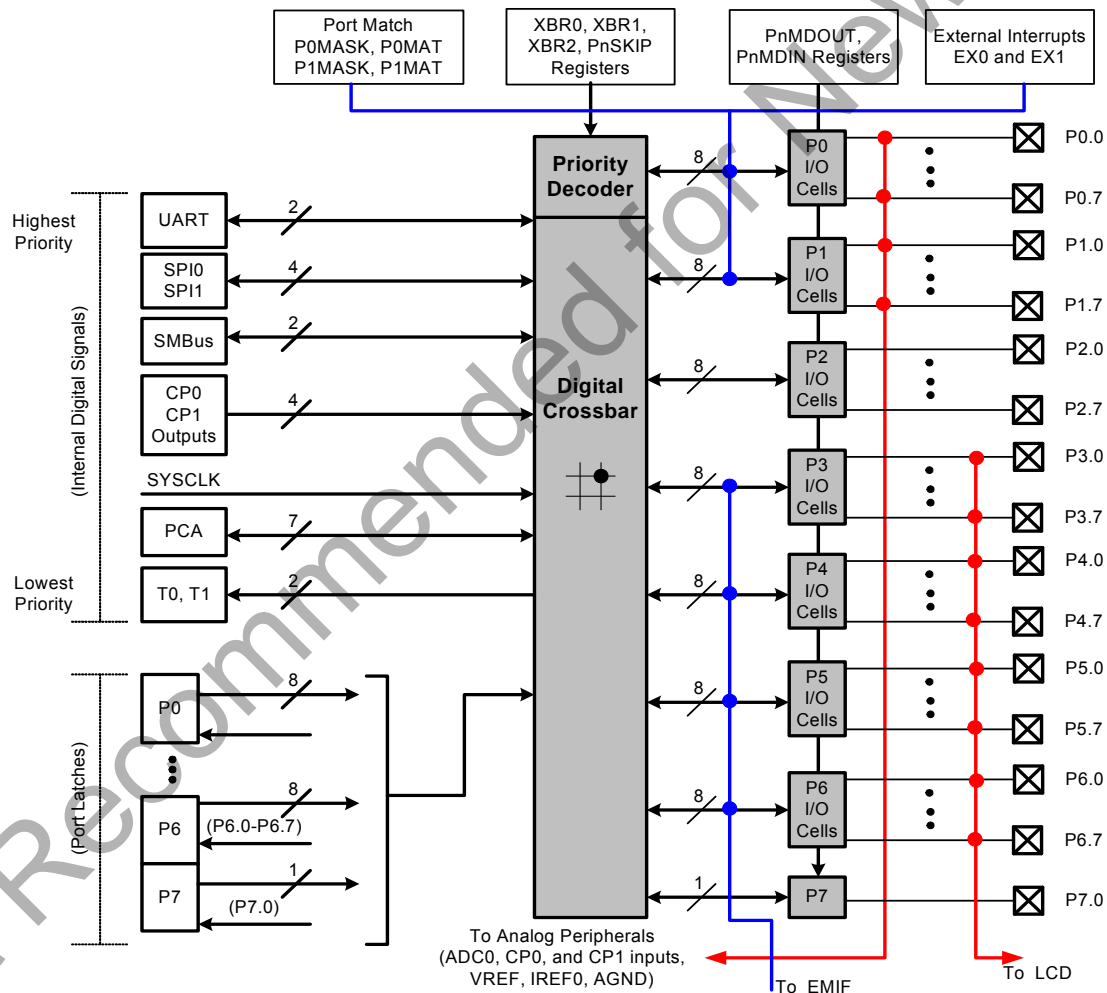 Port Match
P0MASK, P0MAT
P1MASK, P1MAT
XBR0, XBR1,
XBR2, PnSKIP
Registers
PnMDOUT,
PnMDIN Registers
External Interrupts
EX0 and EX1
Highest
Priority
(Internal Digital Signals)
Lowest
Priority
UART
2
SPI0
SPI1
4
SMBus
2
CP0
CP1
Outputs
4
SYSCLK
PCA
7
T0, T1
2
(Port Latches)
P0
8
P6
8
(P6.0-P6.7)
P7
1
(P7.0)
Priority
Decoder
Digital
Crossbar
8
P0
I/O
Cells
P0.0
P0.7
8
P1
I/O
Cells
P1.0
P1.7
8
P2
I/O
Cells
P2.0
P2.7
8
P3
I/O
Cells
P3.0
P3.7
8
P4
I/O
Cells
P4.0
P4.7
8
P5
I/O
Cells
P5.0
P5.7
8
P6
I/O
Cells
P6.0
P6.7
1
P7
P7.0
To Analog Peripherals
(ADC0, CP0, and CP1 inputs,
VREF, IREF0, AGND)
To EMIF
To LCD
Recommended for New